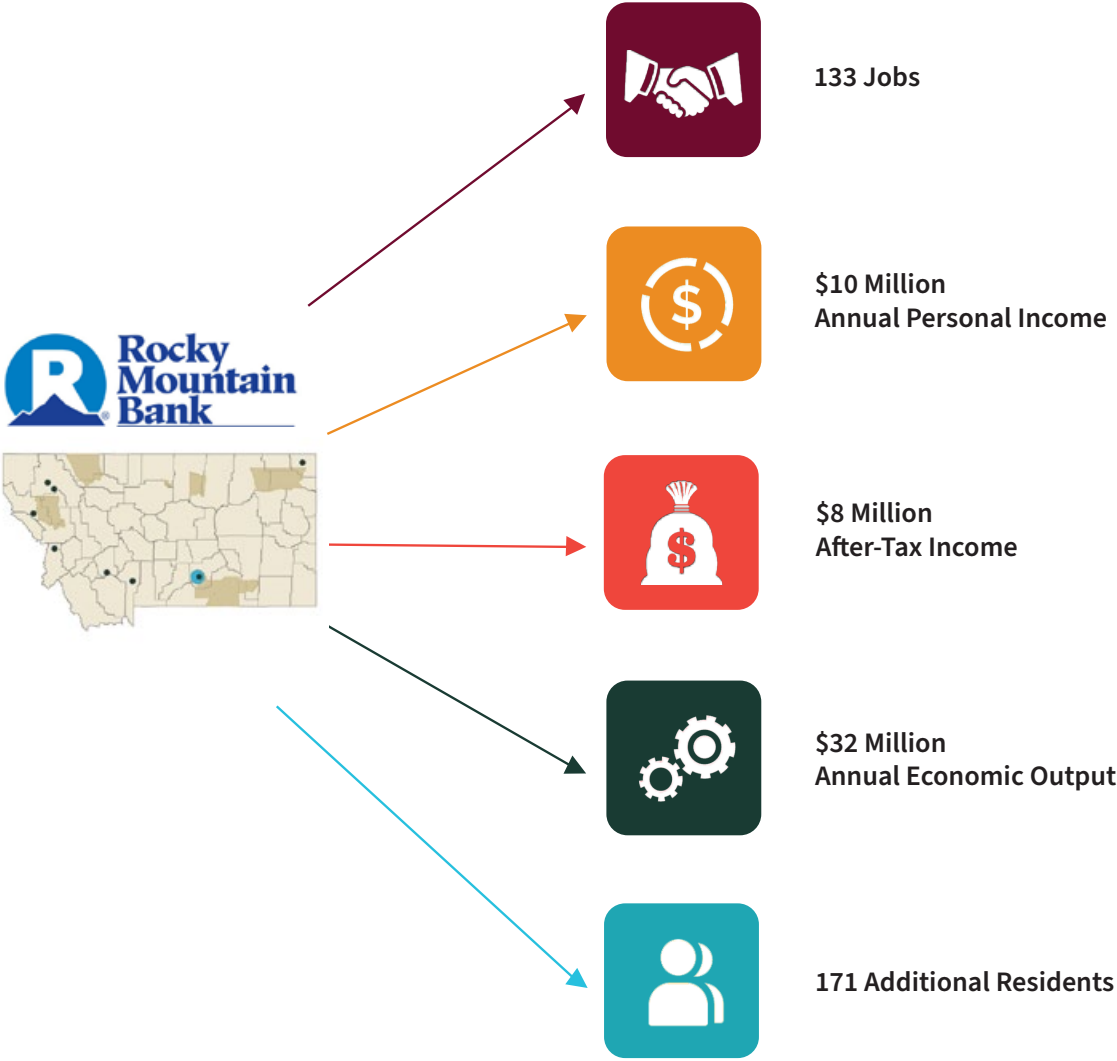 Rocky
Mountain
Bank
R
®
133 Jobs
$
$10 Million
Annual Personal Income
$
$8 Million
After-Tax Income
$32 Million
Annual Economic Output
171 Additional Residents